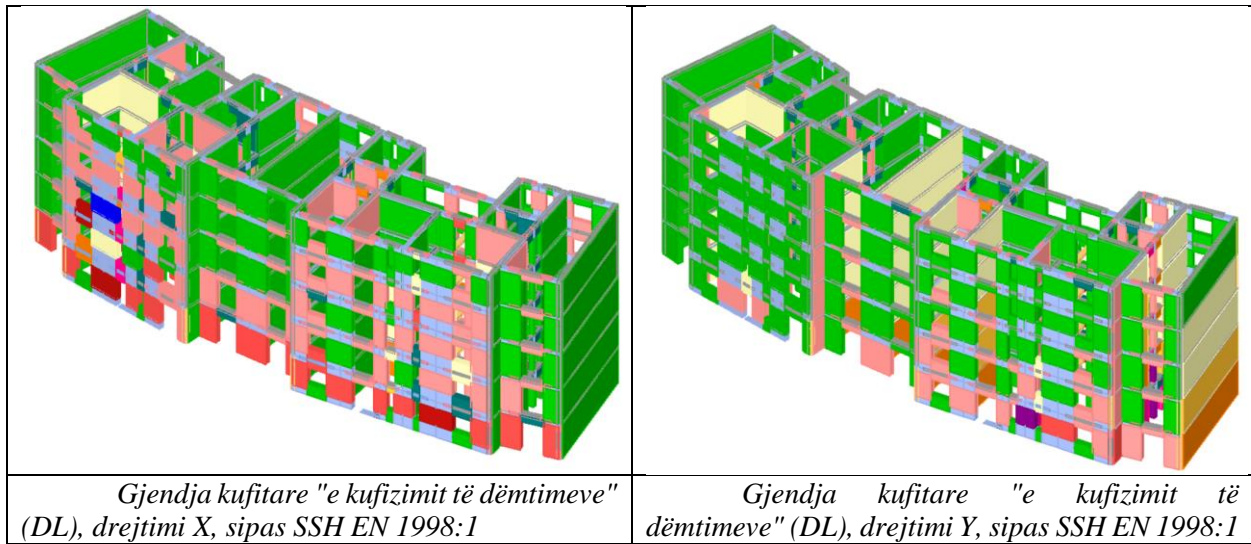 Gjendja kufitare "e kufizimit të dëmtimeve"
(DL), drejtimi X, sipas SSH EN 1998:1
Gjendja kufitare "e kufizimit të
dëmtimeve" (DL), drejtimi Y, sipas SSH EN 1998:1